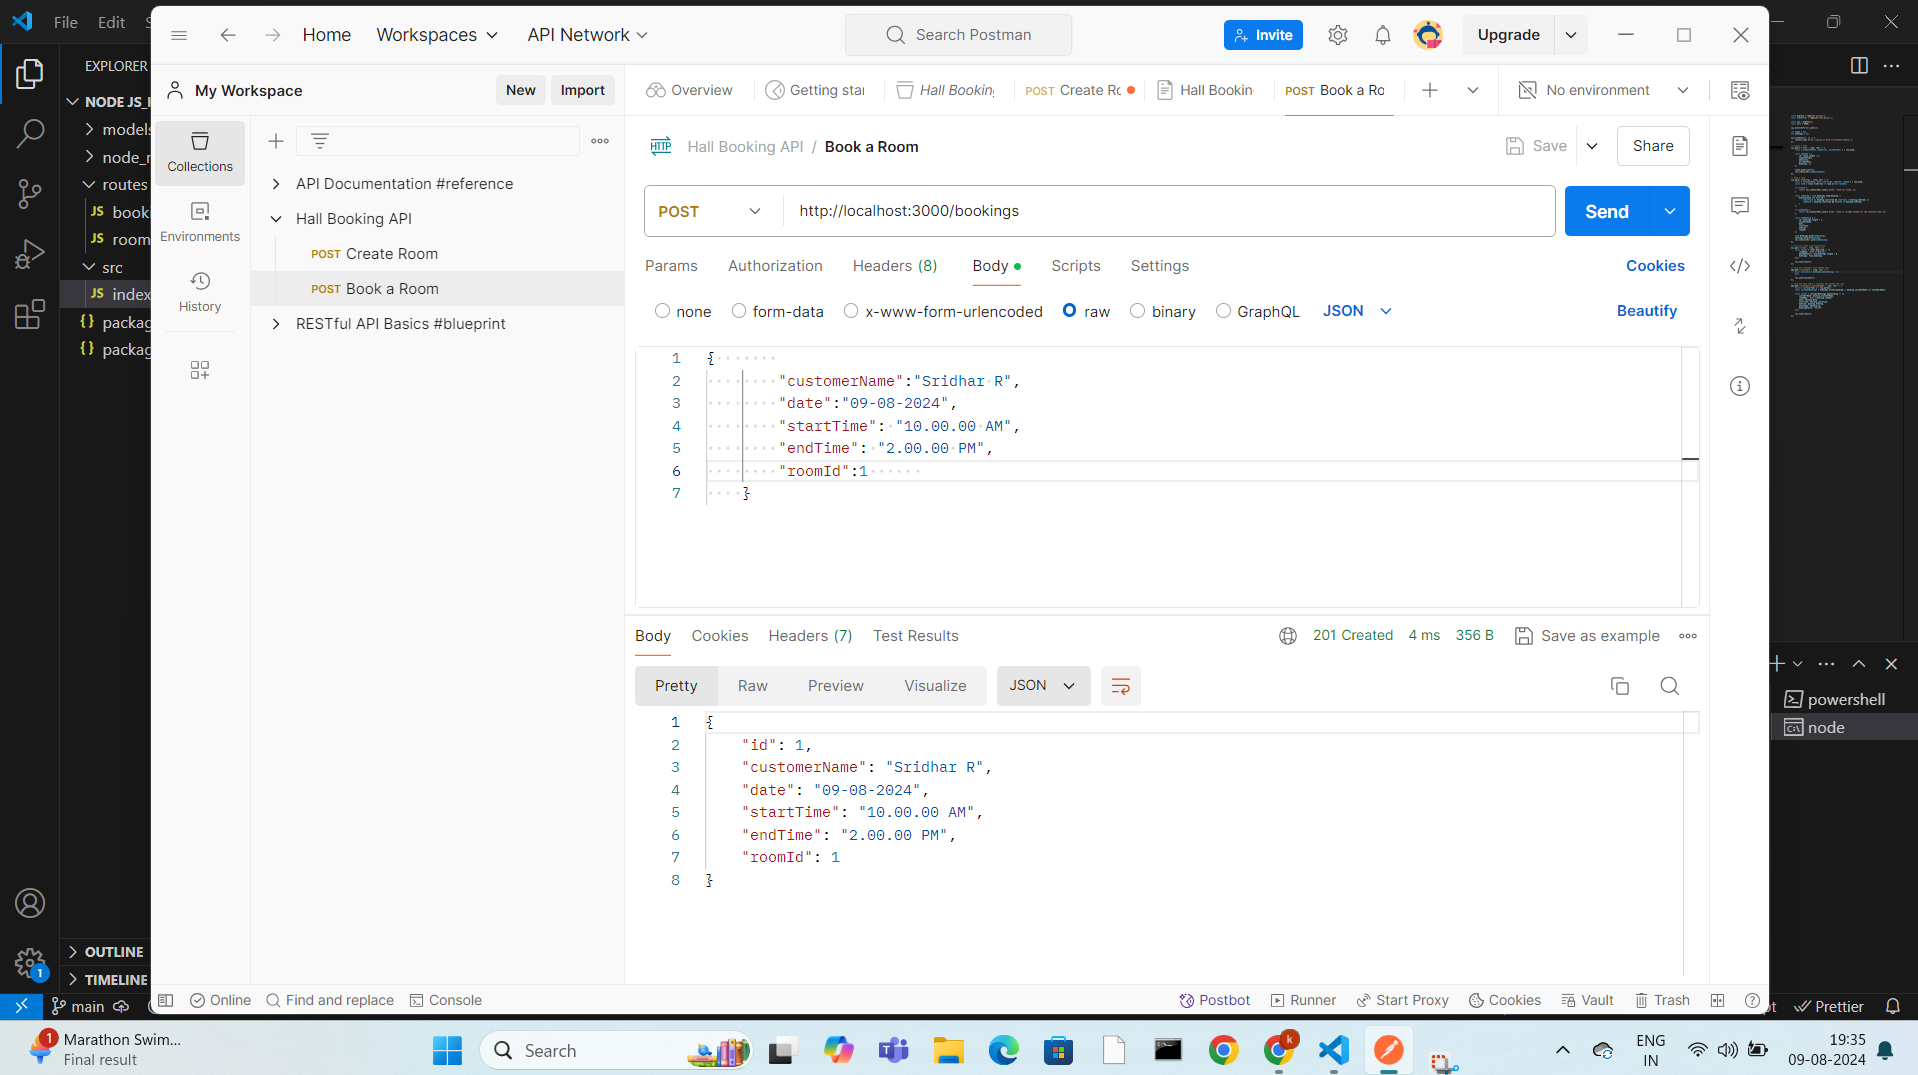 File Edit
Home Workspaces API Network Search Postman Invite Upgrade
EXPLORER
My Workspace New Import Overview Getting star Hall Booking POST Create Ro Hall Bookin POST Book a Ro No environment
NODE JS_
models
node_
routes
JS booki
JS room
src
JS index
{} packag
{} packag
Collections
Environments
History
API Documentation #reference
Hall Booking API
POST Create Room
POST Book a Room
RESTful API Basics #blueprint
HTTP Hall Booking API / Book a Room Save Share
POST http://localhost:3000/bookings Send
Params Authorization Headers (8) Body Scripts Settings Cookies
none form-data x-www-form-urlencoded raw binary GraphQL JSON Beautify
1 {
2 "customerName":"Sridhar R",
3 "date":"09-08-2024",
4 "startTime": "10.00.00 AM",
5 "endTime": "2.00.00 PM",
6 "roomId":1
7 }
Body Cookies Headers (7) Test Results 201 Created 4 ms 356 B Save as example
Pretty Raw Preview Visualize JSON
1 {
2 "id": 1,
3 "customerName": "Sridhar R",
4 "date": "09-08-2024",
5 "startTime": "10.00.00 AM",
6 "endTime": "2.00.00 PM",
7 "roomId": 1
8 }
powershell
node
OUTLINE
TIMELINE
1
Online Find and replace Console Postbot Runner Start Proxy Cookies Vault Trash
main Prettier
1 Marathon Swim...
Final result
Search
k
ENG
IN
19:35
09-08-2024